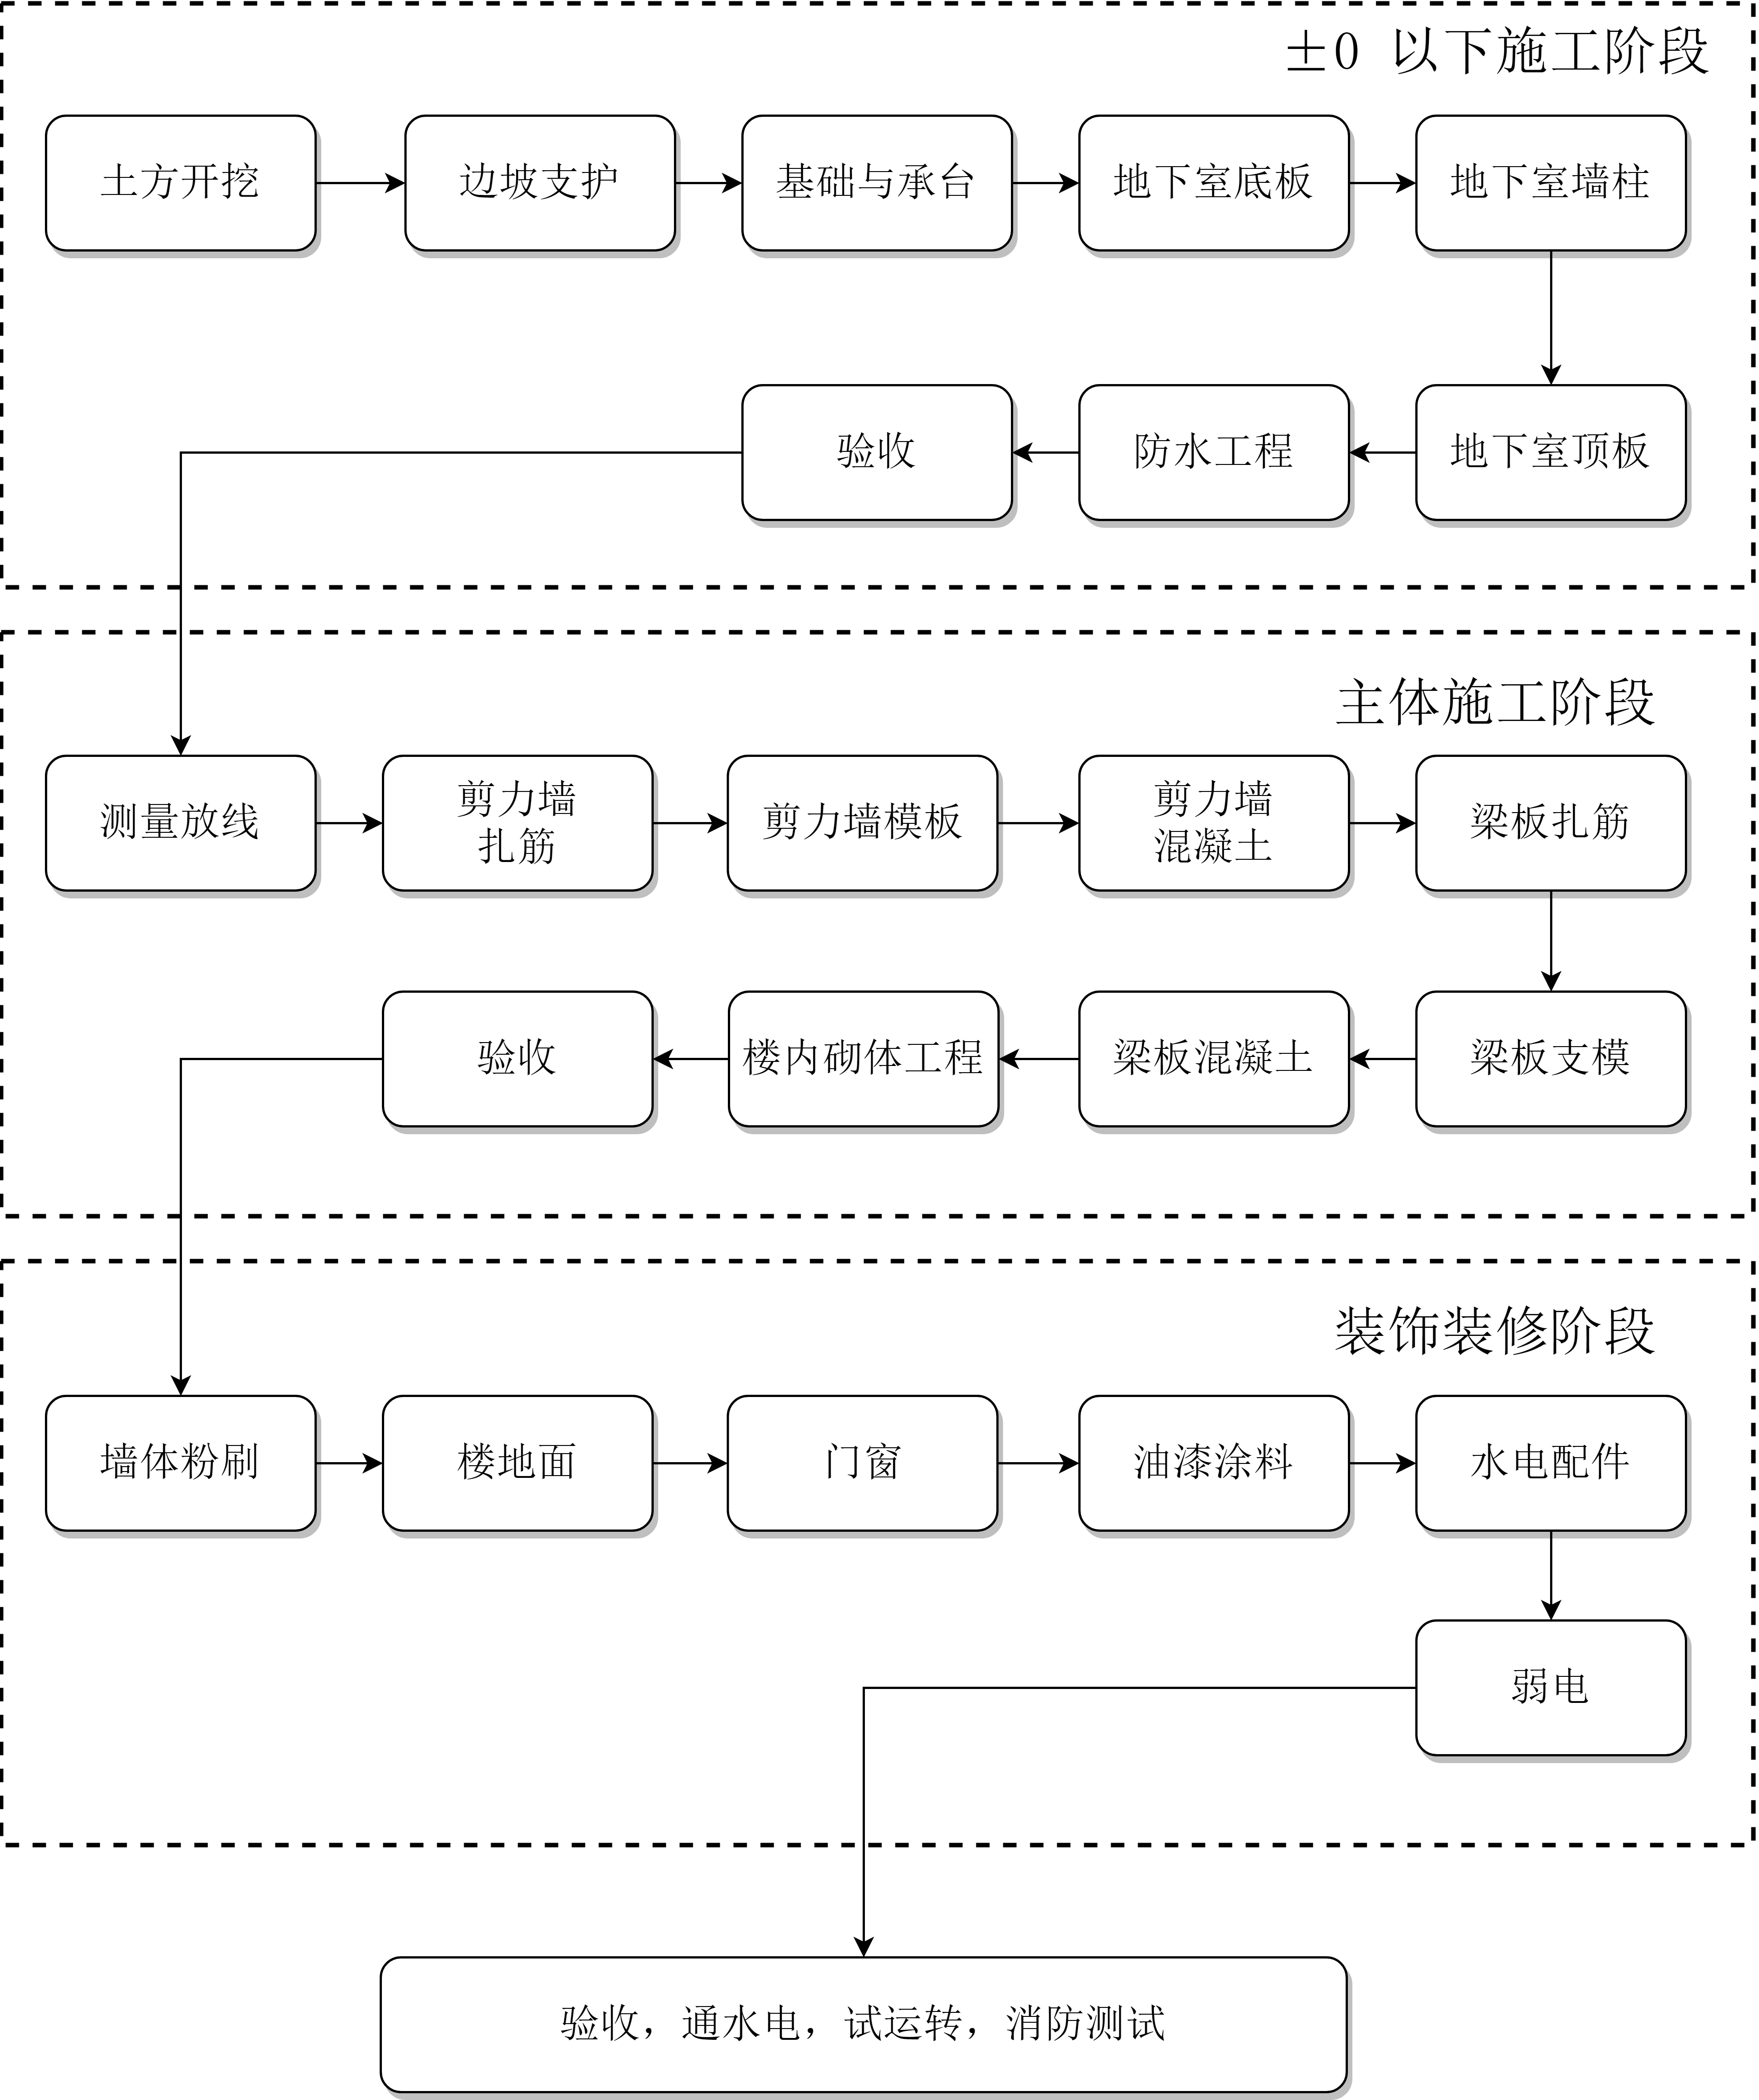 ±0 以下施工阶段
土方开挖
边坡支护
基础与承台
地下室底板
地下室墙柱
地下室顶板
防水工程
验收
主体施工阶段
测量放线
剪力墙
扎筋
剪力墙模板
剪力墙
混凝土
梁板扎筋
梁板支模
梁板混凝土
楼内砌体工程
验收
装饰装修阶段
墙体粉刷
楼地面
门窗
油漆涂料
水电配件
弱电
验收，通水电，试运转，消防测试